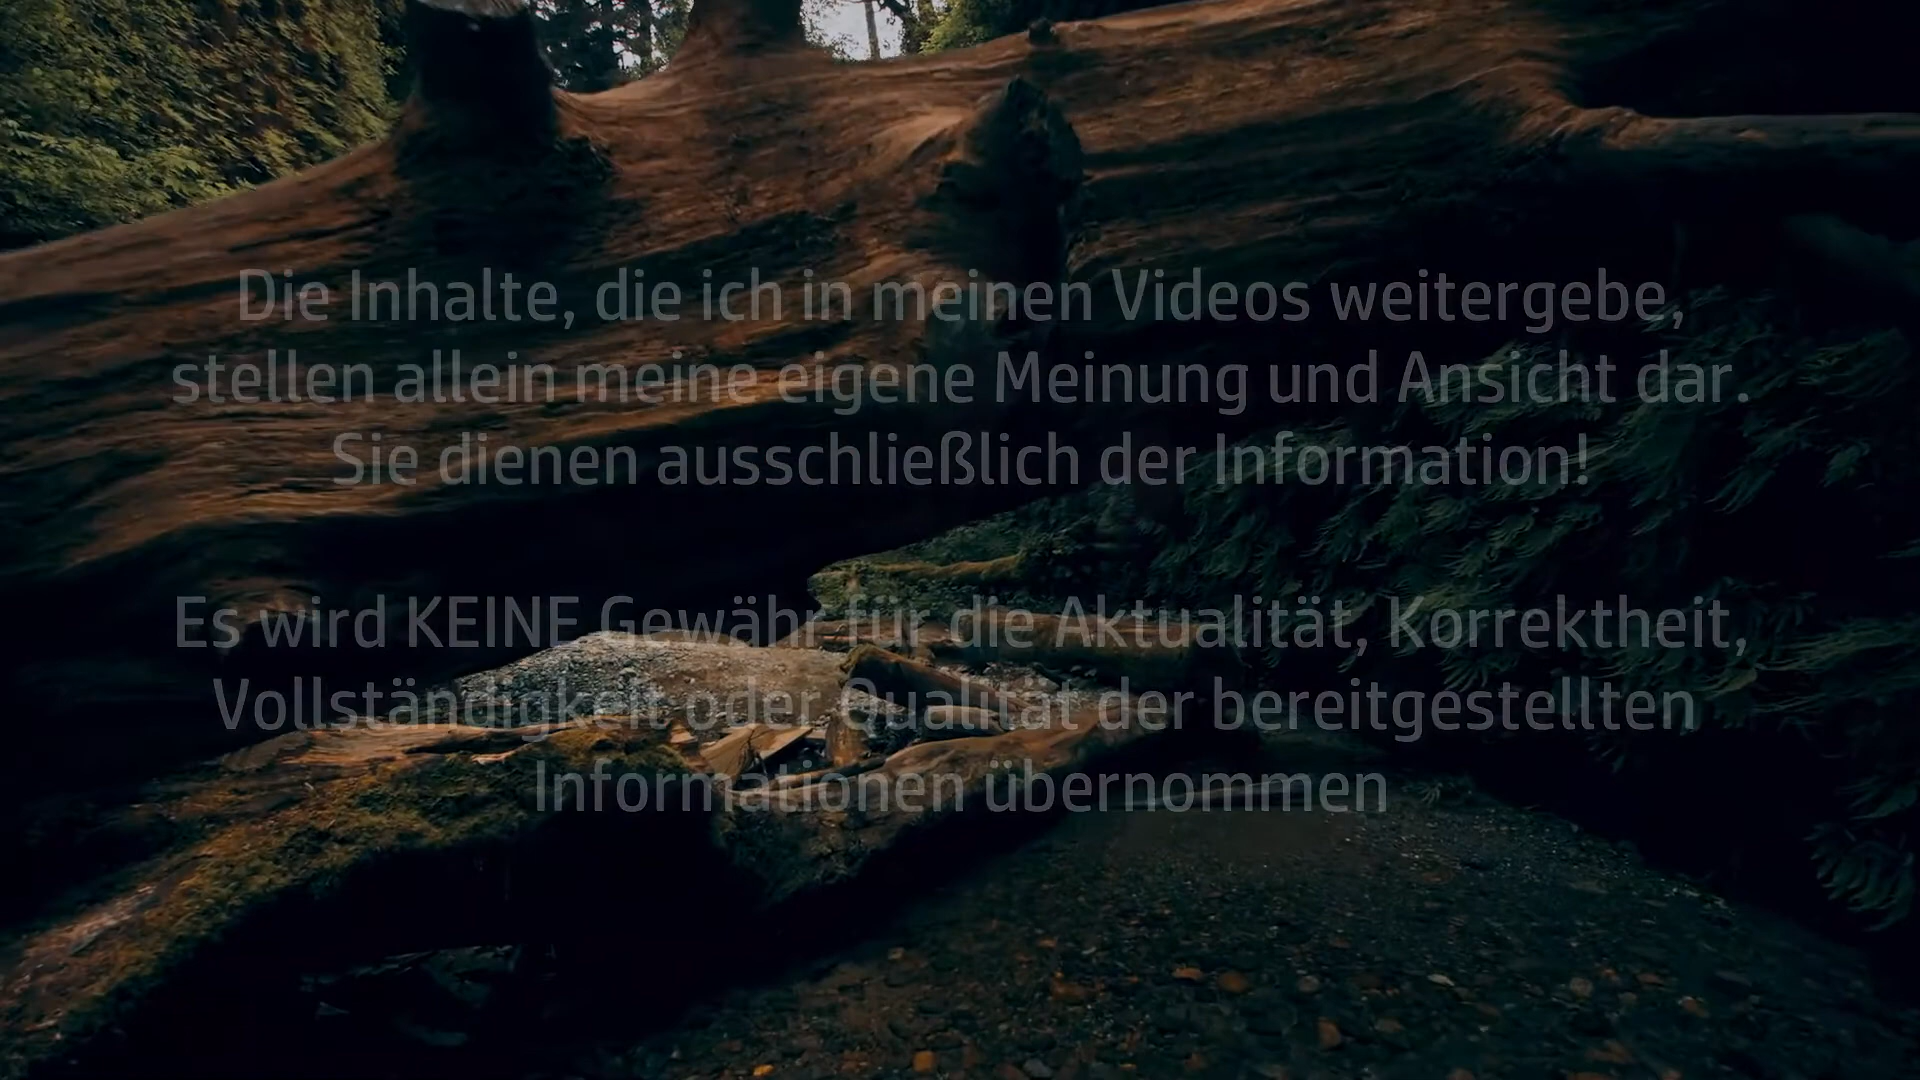 Die Inhalte, die ich in meinen Videos weitergebe,
stellen allein meine eigene Meinung und Ansicht dar.
Sie dienen ausschließlich der Information!
Es wird KEINE Gewähr für die Aktualität, Korrektheit,
Vollständigkeit oder Qualität der bereitgestellten
Informationen übernommen